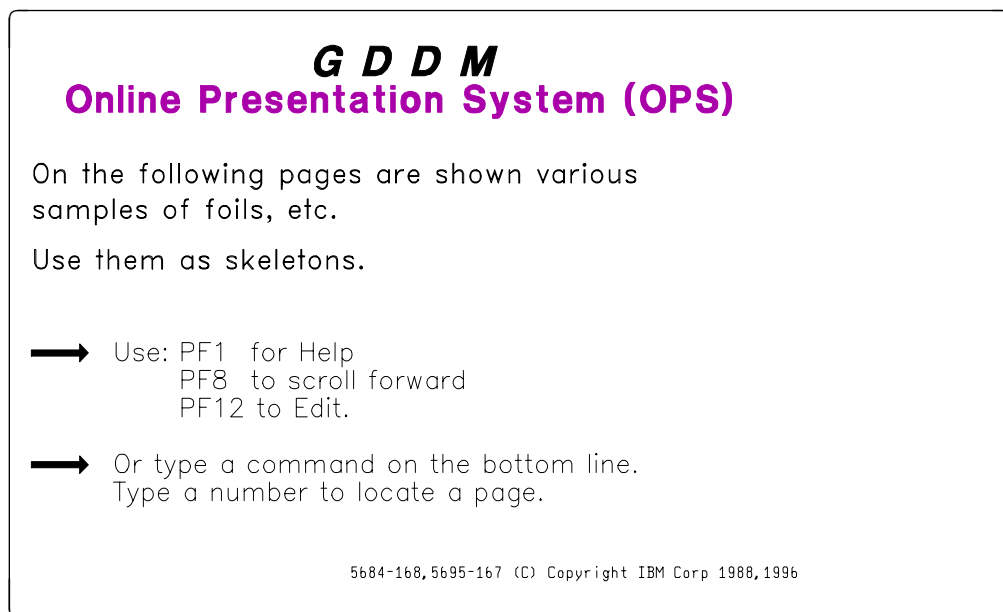 G D D M
Online Presentation System (OPS)
On the following pages are shown various
samples of foils, etc.
Use them as skeletons.
Use: PF1 for Help
PF8 to scroll forward
PF12 to Edit.
Or type a command on the bottom line.
Type a number to locate a page.
5684-168,5695-167 (C) Copyright IBM Corp 1988,1996